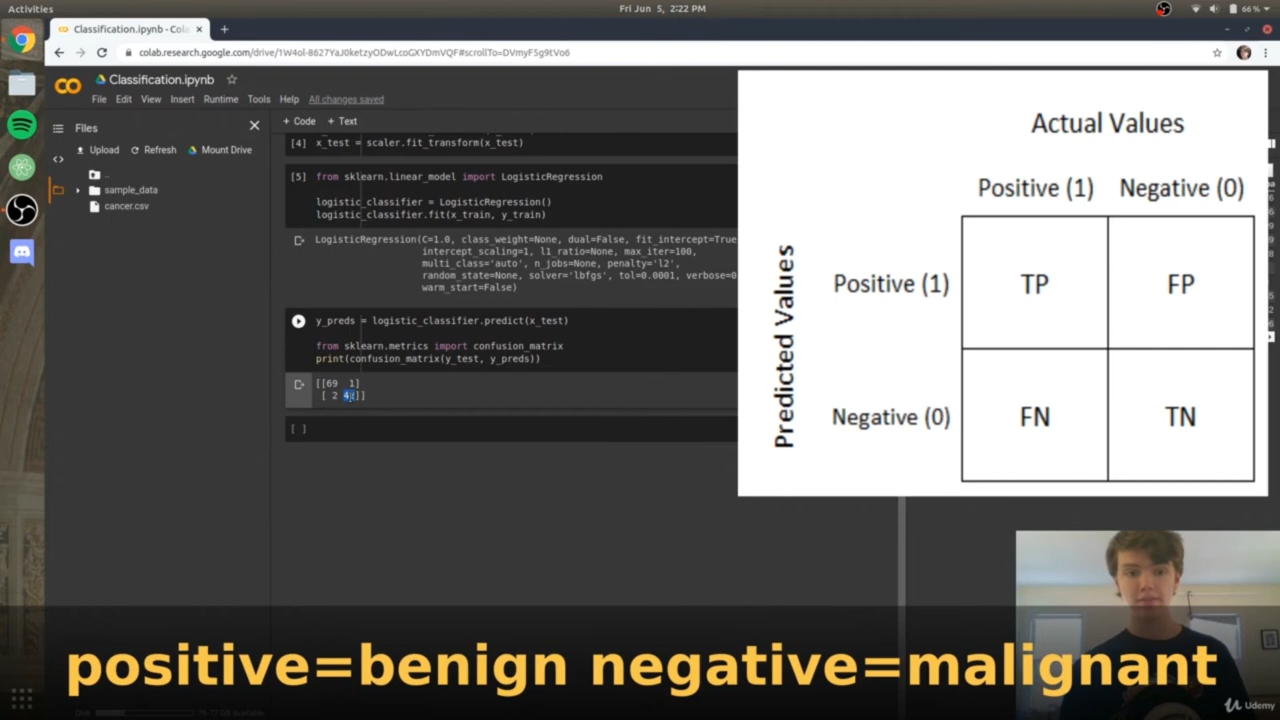 Activities
Fri Jun 5, 2:22 PM
66 %
Classification.ipynb - Cola
colab.research.google.com/drive/1W4ol-8627YaJ0ketzyODwLcoGXYDmVQF#scrollTo=DVmyF5g9tVo6
Classification.ipynb
File Edit View Insert Runtime Tools Help All changes saved
+ Code + Text
Files
Upload Refresh Mount Drive
..
sample_data
cancer.csv
[4] x_test = scaler.fit_transform(x_test)
[5] from sklearn.linear_model import LogisticRegression
logistic_classifier = LogisticRegression()
logistic_classifier.fit(x_train, y_train)
LogisticRegression(C=1.0, class_weight=None, dual=False, fit_intercept=True
intercept_scaling=1, l1_ratio=None, max_iter=100,
multi_class='auto', n_jobs=None, penalty='l2',
random_state=None, solver='lbfgs', tol=0.0001, verbose=0
warm_start=False)
y_preds = logistic_classifier.predict(x_test)
from sklearn.metrics import confusion_matrix
print(confusion_matrix(y_test, y_preds))
[[69 1]
[ 2 4 ]]
[ ]
Actual Values
Positive (1) Negative (0)
Predicted Values
Positive (1) TP FP
Negative (0) FN TN
positive=benign negative=malignant
Udemy